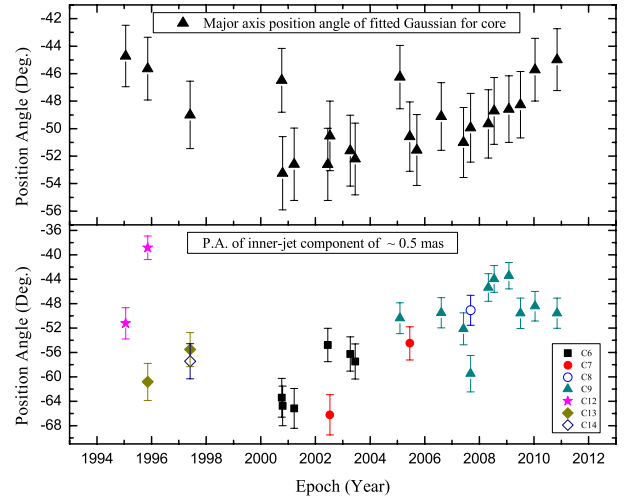 Major axis position angle of fitted Gaussian for core
Position Angle (Deg.)
-42
-44
-46
-48
-50
-52
-54
-56
P.A. of inner-jet component of ~ 0.5 mas
Position Angle (Deg.)
-36
-40
-44
-48
-52
-56
-60
-64
-68
C6
C7
C8
C9
C12
C13
C14
1994 1996 1998 2000 2002 2004 2006 2008 2010 2012
Epoch (Year)